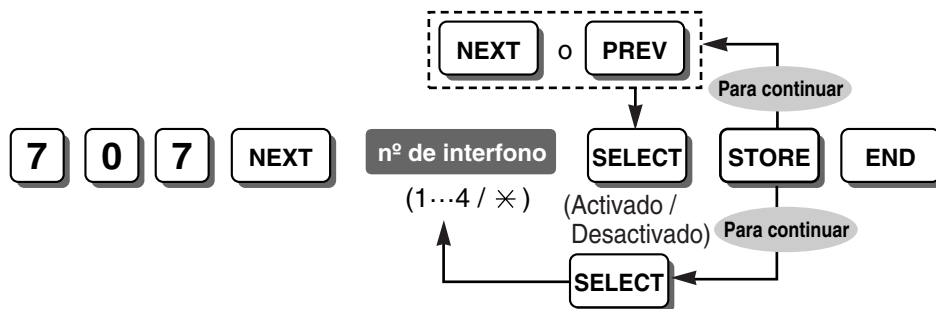 NEXT o PREV
Para continuar
7 0 7 NEXT nº de interfono SELECT STORE END
(1···4 / ✳)
(Activado /
Desactivado)
Para continuar
SELECT